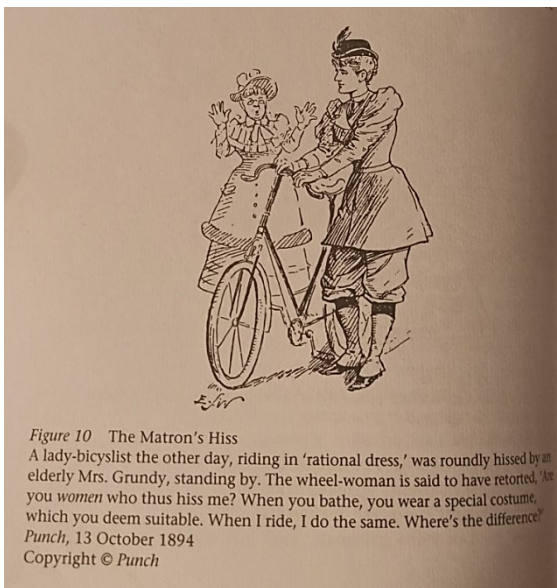 Figure 10 The Matron's Hiss
A lady-bicyslist the other day, riding in 'rational dress,' was roundly hissed by an
elderly Mrs. Grundy, standing by. The wheel-woman is said to have retorted, 'Are
you women who thus hiss me? When you bathe, you wear a special costume,
which you deem suitable. When I ride, I do the same. Where's the difference?'
Punch, 13 October 1894
Copyright © Punch